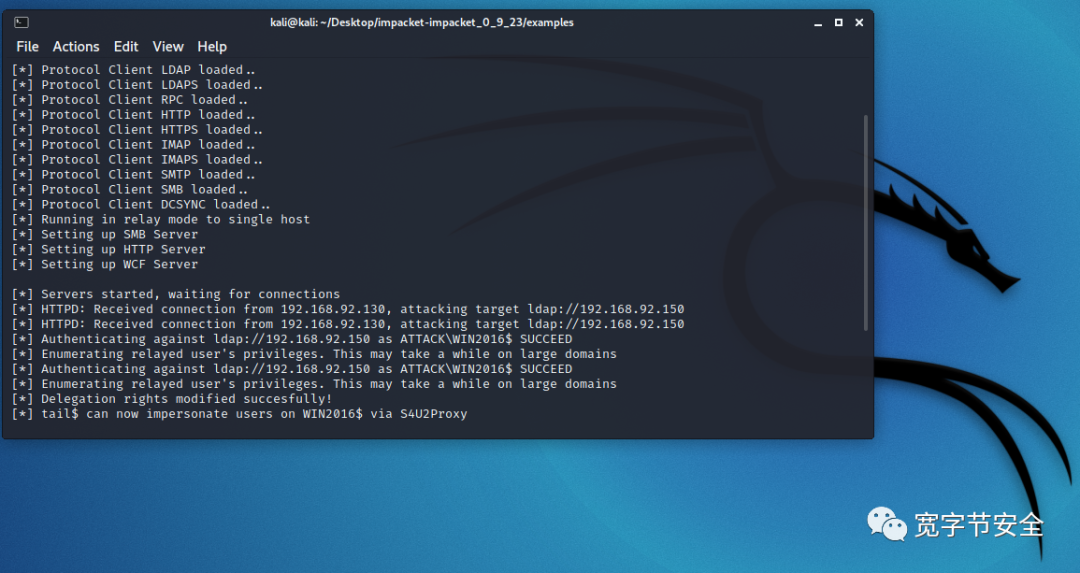 kali@kali: ~/Desktop/impacket-impacket_0_9_23/examples
File Actions Edit View Help
[*] Protocol Client LDAP loaded..
[*] Protocol Client LDAPS loaded..
[*] Protocol Client RPC loaded..
[*] Protocol Client HTTP loaded..
[*] Protocol Client HTTPS loaded..
[*] Protocol Client IMAP loaded..
[*] Protocol Client IMAPS loaded..
[*] Protocol Client SMTP loaded..
[*] Protocol Client SMB loaded..
[*] Protocol Client DCSYNC loaded..
[*] Running in relay mode to single host
[*] Setting up SMB Server
[*] Setting up HTTP Server
[*] Setting up WCF Server
[*] Servers started, waiting for connections
[*] HTTPD: Received connection from 192.168.92.130, attacking target ldap://192.168.92.150
[*] HTTPD: Received connection from 192.168.92.130, attacking target ldap://192.168.92.150
[*] Authenticating against ldap://192.168.92.150 as ATTACK\WIN2016$ SUCCEED
[*] Enumerating relayed user's privileges. This may take a while on large domains
[*] Authenticating against ldap://192.168.92.150 as ATTACK\WIN2016$ SUCCEED
[*] Enumerating relayed user's privileges. This may take a while on large domains
[*] Delegation rights modified succesfully!
[*] tail$ can now impersonate users on WIN2016$ via S4U2Proxy
宽字节安全